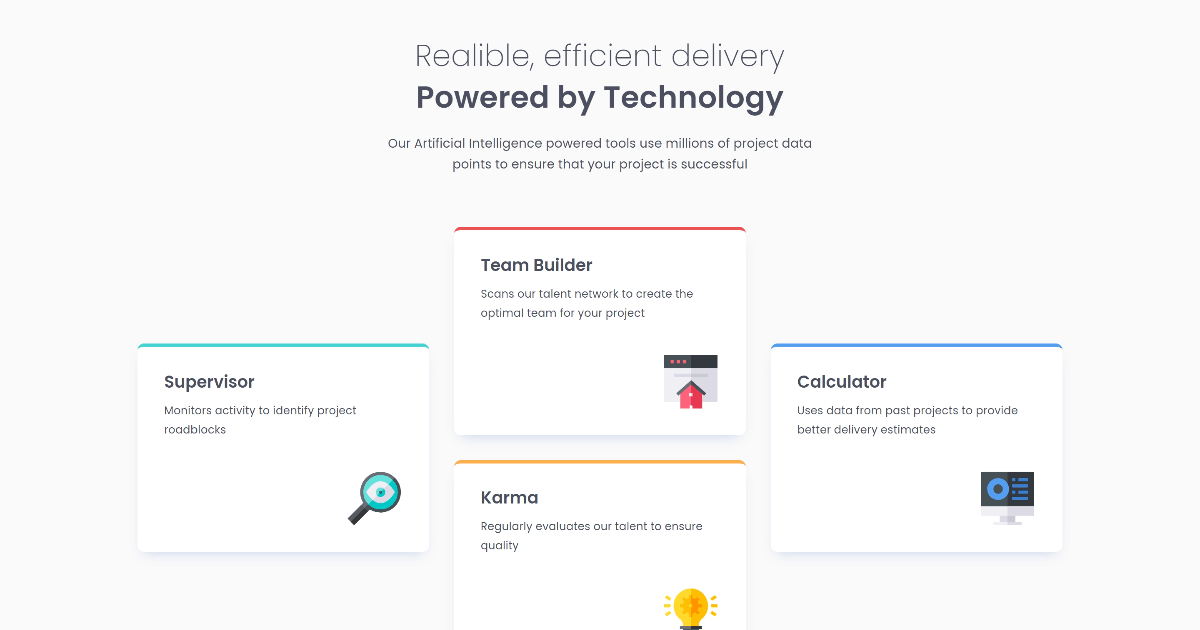 Realible, efficient delivery
Powered by Technology
Our Artificial Intelligence powered tools use millions of project data
points to ensure that your project is successful
Team Builder
Scans our talent network to create the
optimal team for your project
Supervisor
Monitors activity to identify project
roadblocks
Calculator
Uses data from past projects to provide
better delivery estimates
Karma
Regularly evaluates our talent to ensure
quality